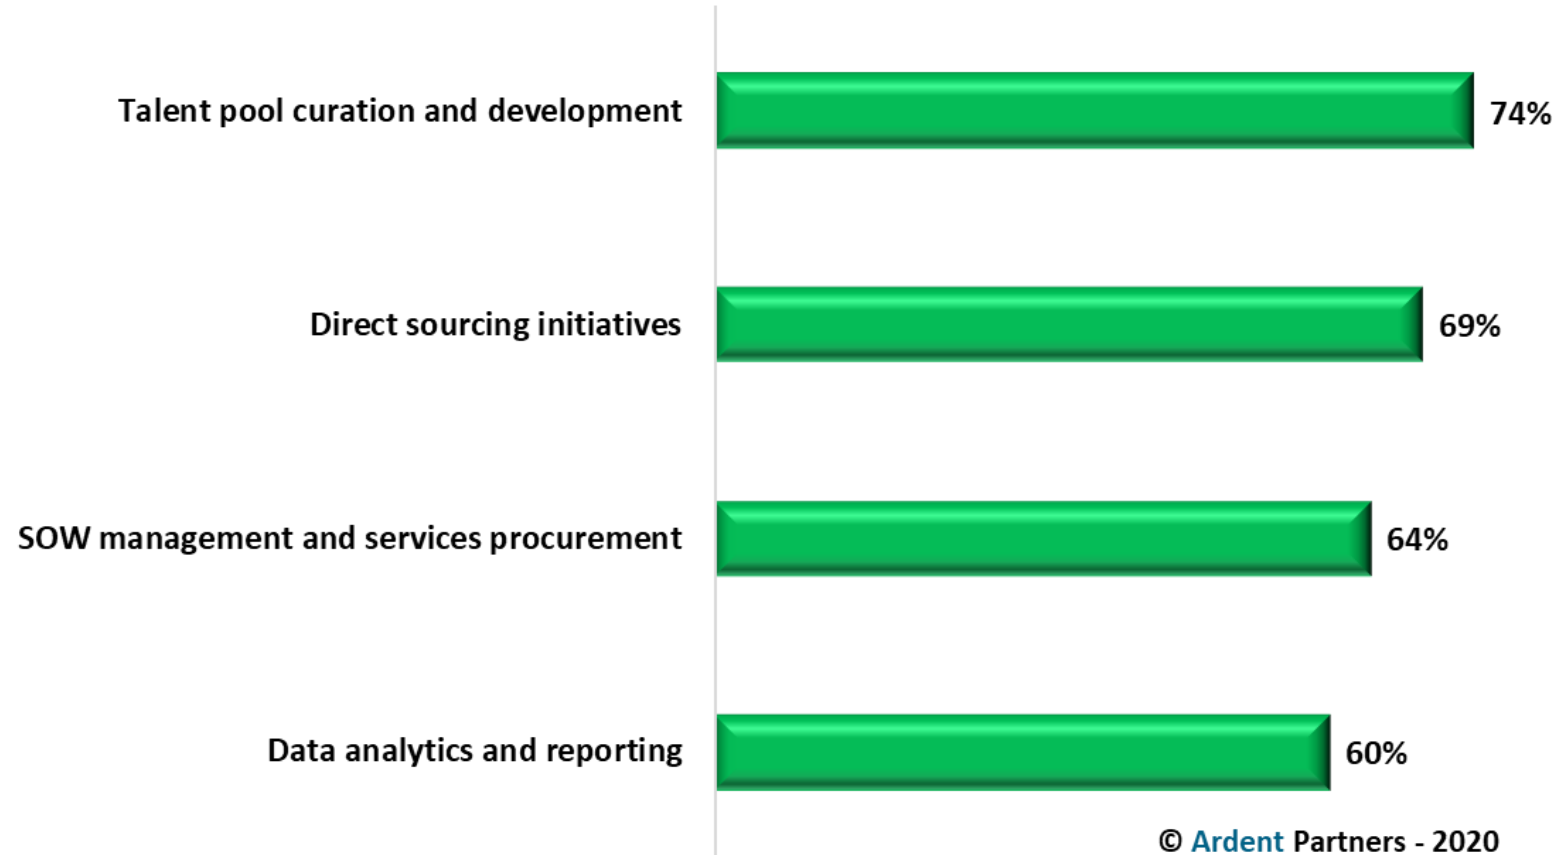 Talent pool curation and development 74%
Direct sourcing initiatives 69%
SOW management and services procurement 64%
Data analytics and reporting 60%
© Ardent Partners - 2020